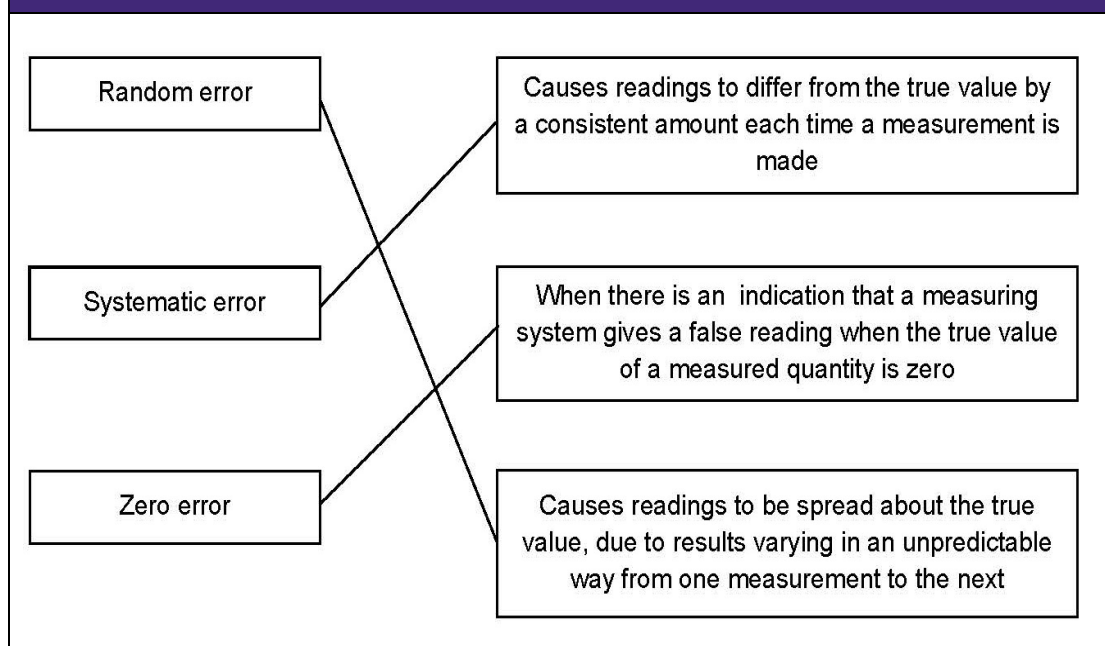 Random error
Causes readings to differ from the true value by
a consistent amount each time a measurement is
made
Systematic error
When there is an indication that a measuring
system gives a false reading when the true value
of a measured quantity is zero
Zero error
Causes readings to be spread about the true
value, due to results varying in an unpredictable
way from one measurement to the next